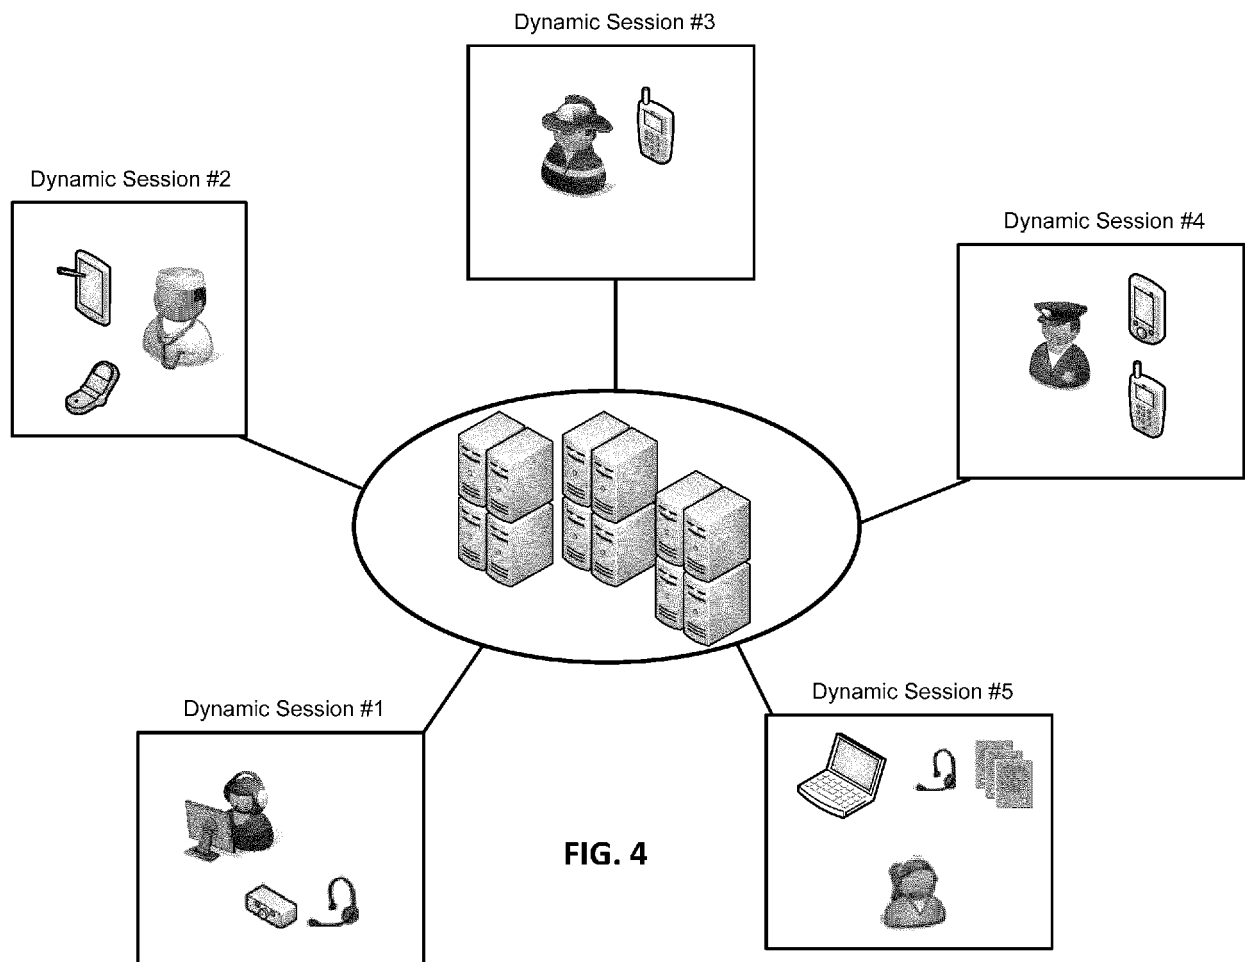 Dynamic Session #3
Dynamic Session #2
Dynamic Session #4
Dynamic Session #5
Dynamic Session #1
FIG. 4